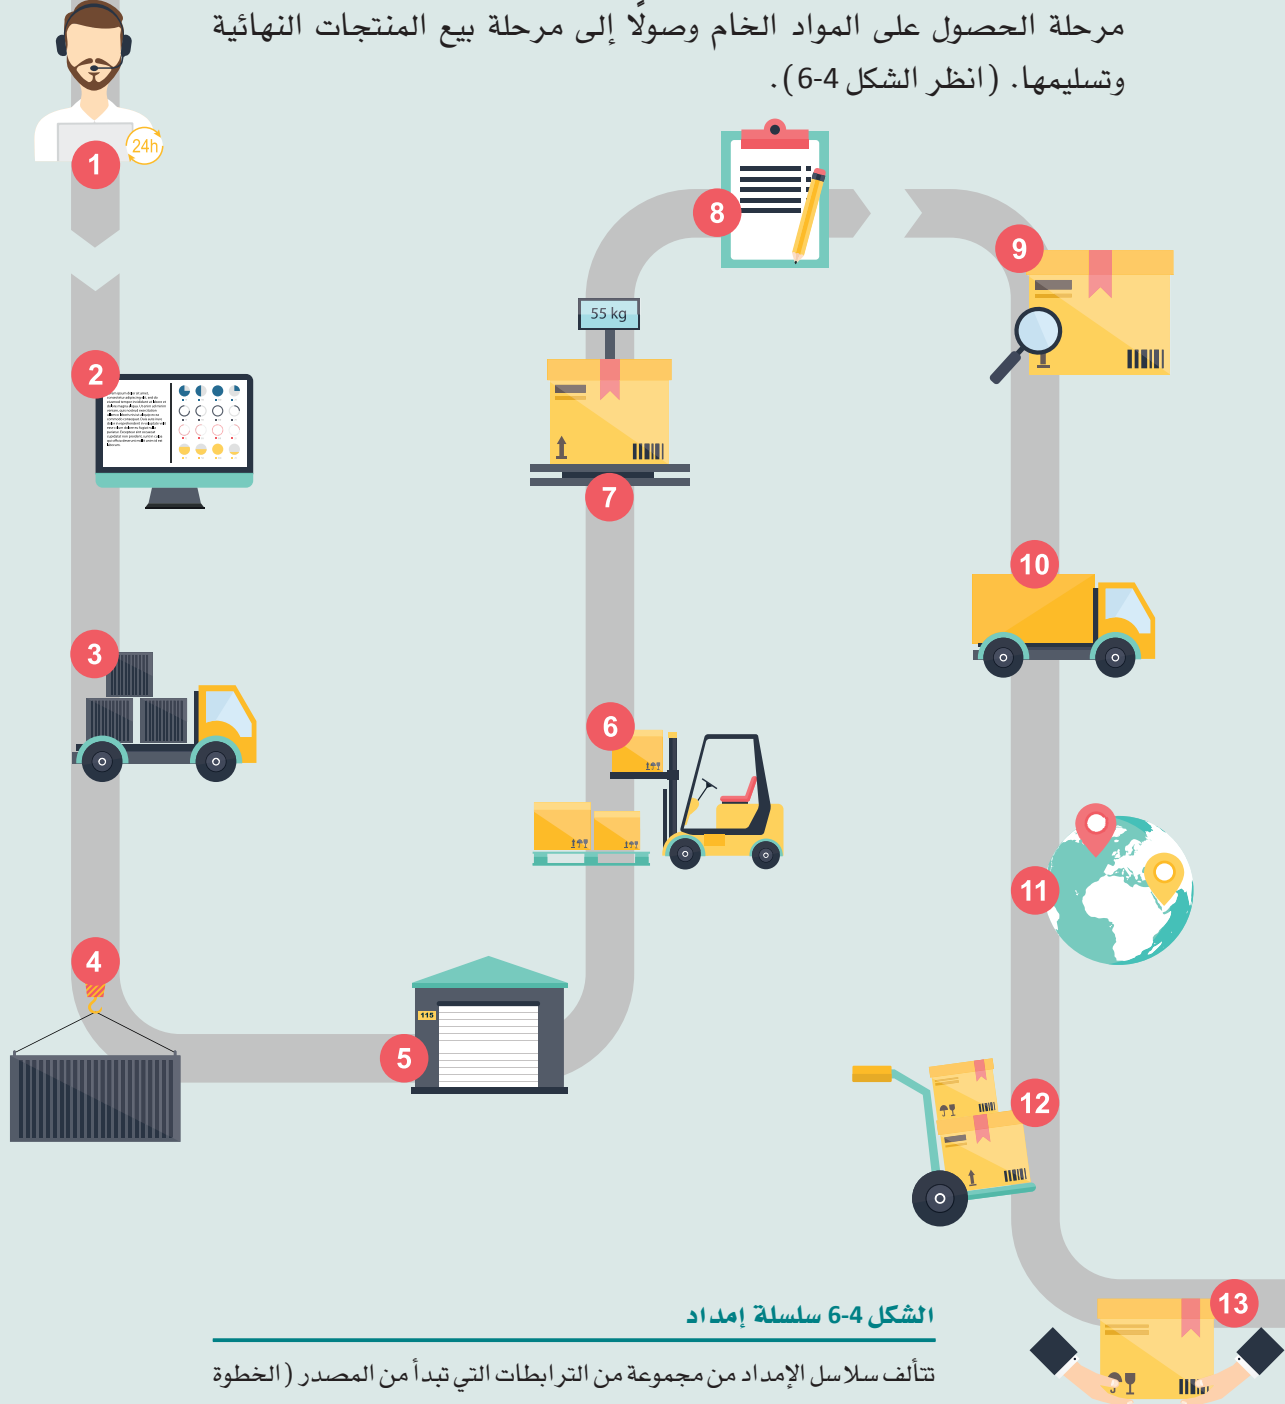 مرحلة الحصول على المواد الخام وصولًا إلى مرحلة بيع المنتجات النهائية
وتسليمها. (انظر الشكل 4-6).
24h
1
2
3
4
5
115
6
7
55 kg
8
9
10
11
12
13
الشكل 4-6 سلسلة إمداد
تتألف سلاسل الإمداد من مجموعة من الترابطات التي تبدأ من المصدر (الخطوة